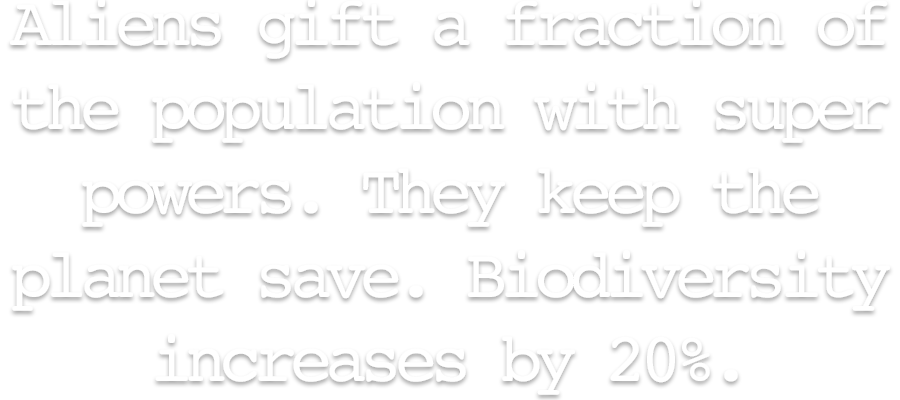 Aliens gift a fraction of
the population with super
powers. They keep the
planet save. Biodiversity
increases by 20%.